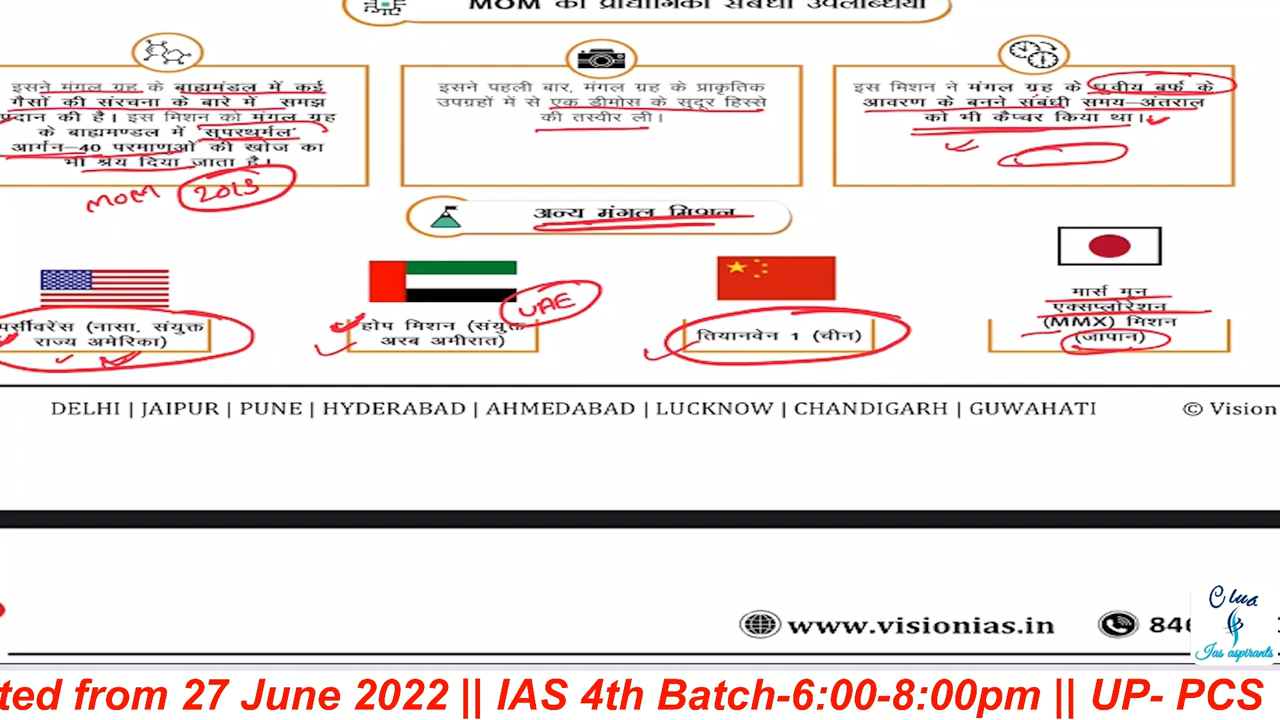 MOM की प्रौद्योगिकी संबंधी उपलब्धियां
इसने मंगल ग्रह के बाह्यमंडल में कई
गैसों की संरचना के बारे में समझ
प्रदान की है। इस मिशन को मंगल ग्रह
के बाह्यमण्डल में 'सुपरथर्मल'
आर्गन-40 परमाणुओं की खोज का
भी श्रेय दिया जाता है।
MOM 2013
इसने पहली बार, मंगल ग्रह के प्राकृतिक
उपग्रहों में से एक डीमोस के सुदूर हिस्से
की तस्वीर ली।
इस मिशन ने मंगल ग्रह के ध्रुवीय बर्फ के
आवरण के बनने संबंधी समय-अंतराल
को भी कैप्चर किया था।
अन्य मंगल मिशन
पर्सीवरेंस (नासा, संयुक्त
राज्य अमेरिका)
UAE
होप मिशन (संयुक्त
अरब अमीरात)
तियानवेन 1 (चीन)
मार्स मून
एक्सप्लोरेशन
(MMX) मिशन
(जापान)
DELHI | JAIPUR | PUNE | HYDERABAD | AHMEDABAD | LUCKNOW | CHANDIGARH | GUWAHATI
© Vision
www.visionias.in
846
Jas aspirants
ted from 27 June 2022 || IAS 4th Batch-6:00-8:00pm || UP- PCS